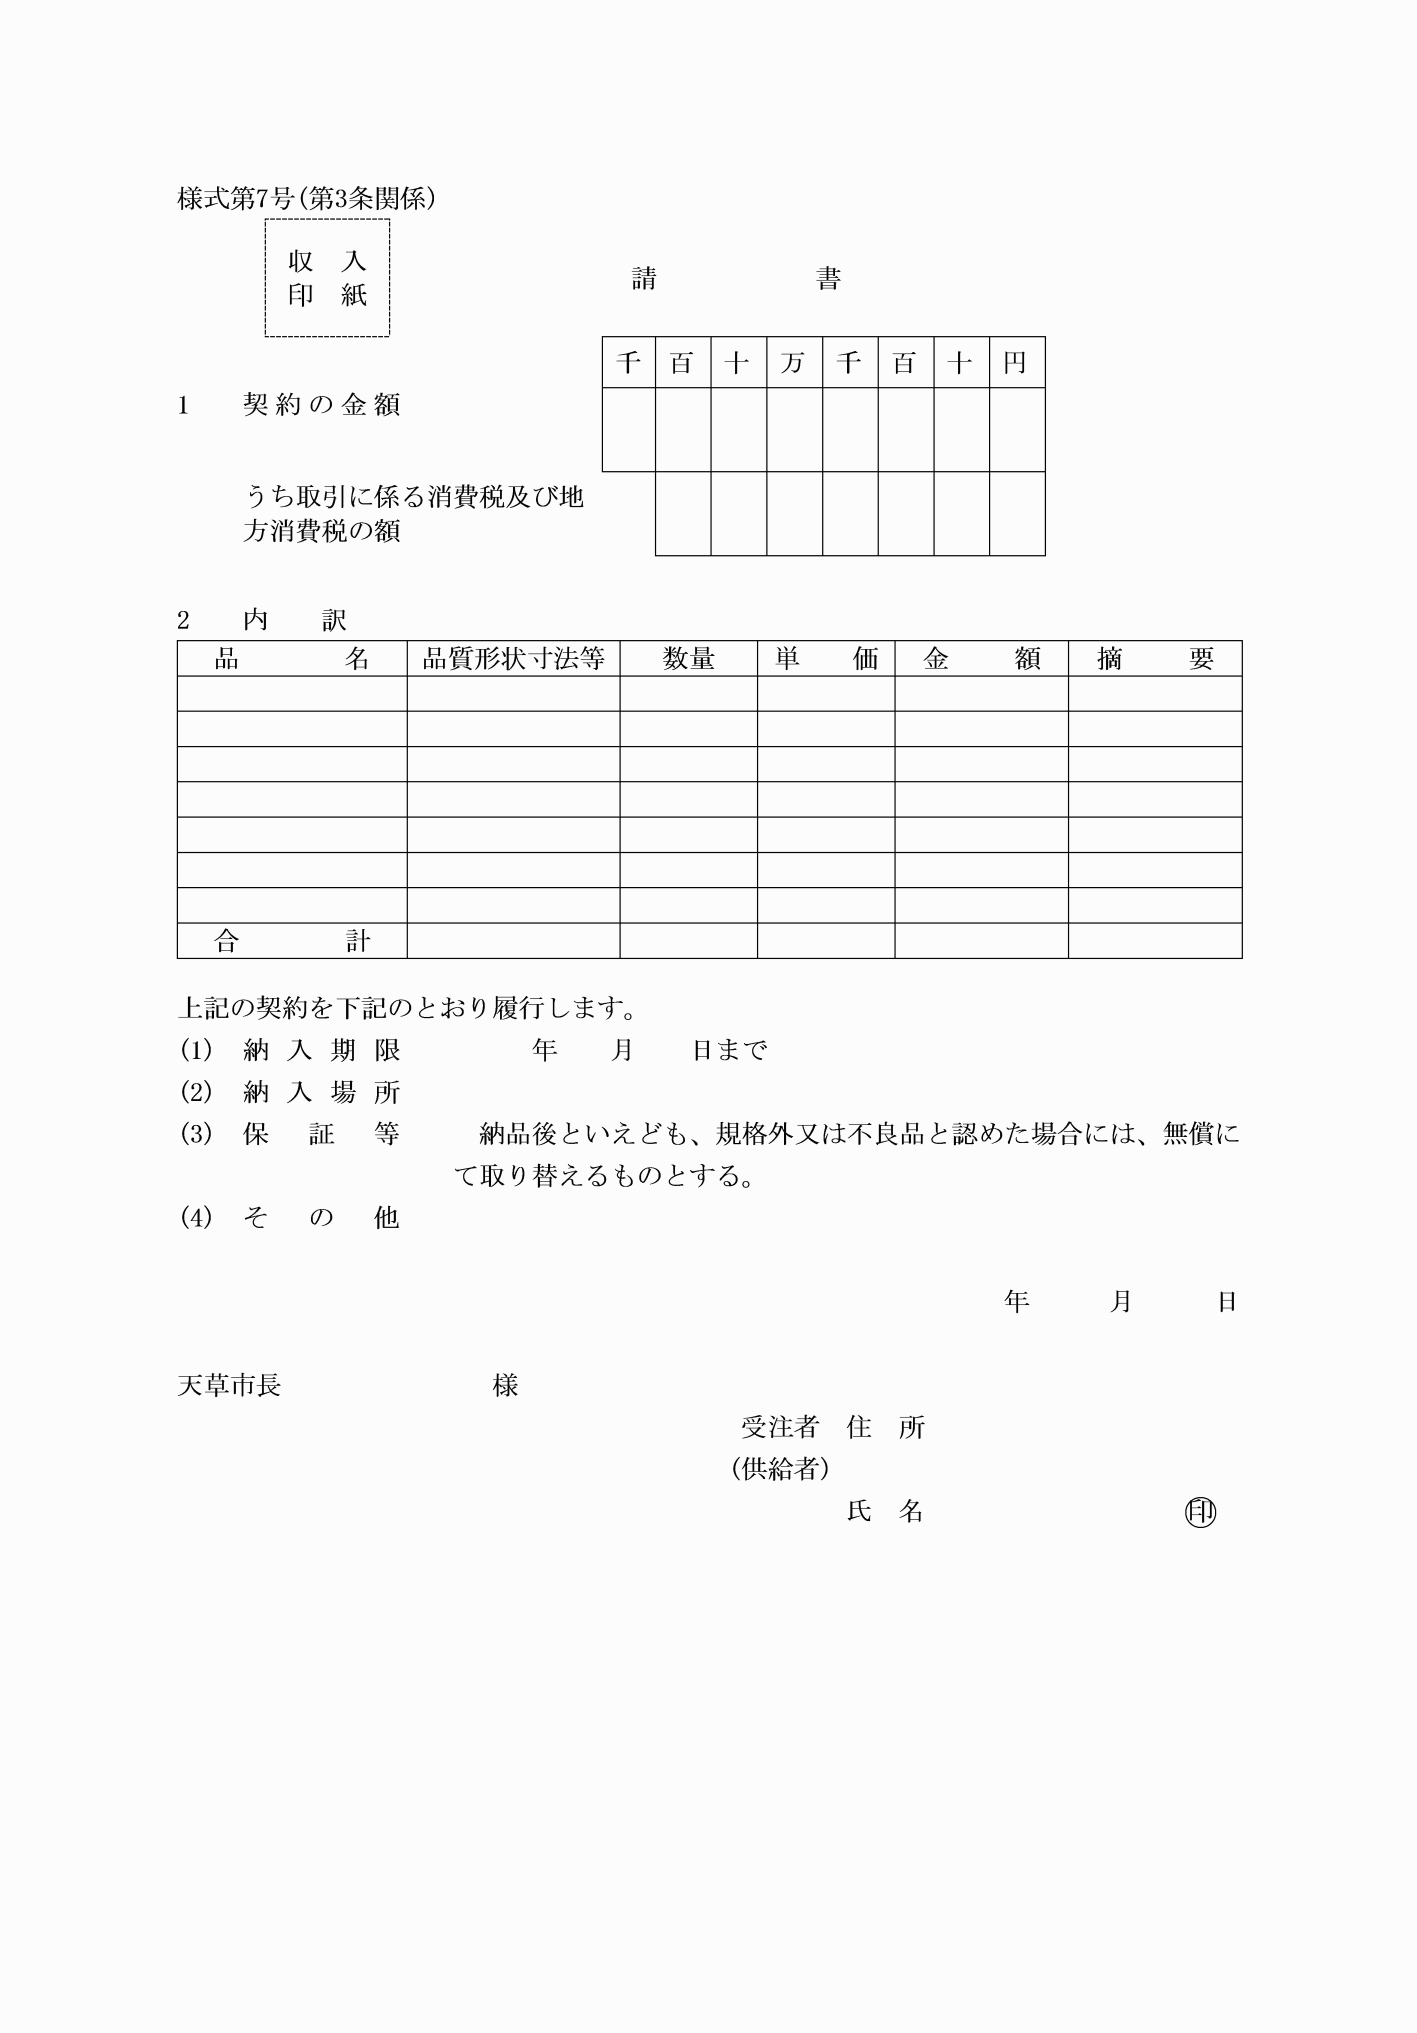 様式第7号(第3条関係)
収　入
印　紙
請　　　　　　書
千 百 十 万 千 百 十 円
1　契約の金額
うち取引に係る消費税及び地
方消費税の額
2　内　訳
品　　　　名 品質形状寸法等 数量 単　　価 金　　額 摘　　要
合　　　　計
上記の契約を下記のとおり履行します。
(1)　納入期限　　　　　年　　月　　日まで
(2)　納入場所
(3)　保　証　等　　　納品後といえども、規格外又は不良品と認めた場合には、無償に
て取り替えるものとする。
(4)　そ　の　他
年　　　月　　　日
天草市長　　　　　　　　様
受注者　住　所
(供給者)
氏　名　　　　　　　　　　㊞